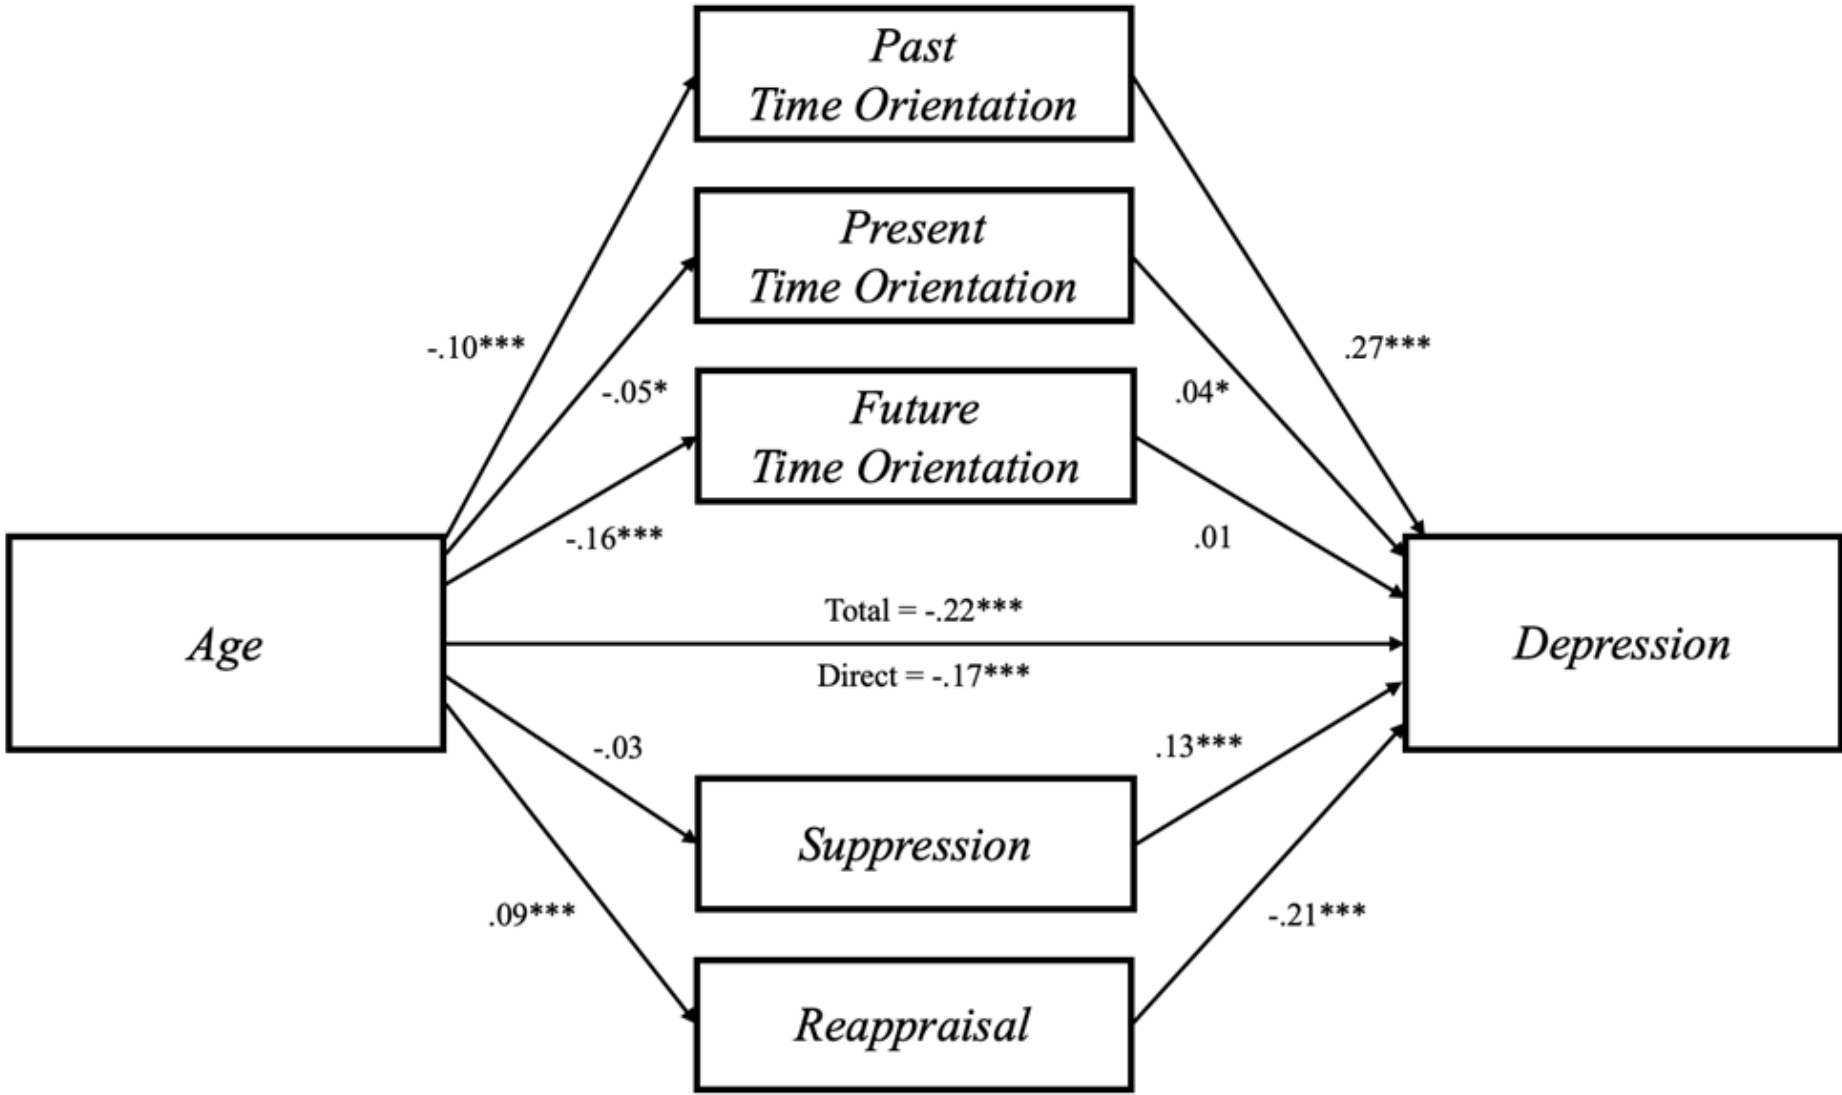 Past
Time Orientation
Present
Time Orientation
-.10***
.27***
-.05*
.04*
Future
Time Orientation
-.16***
.01
Total = -.22***
Age
Depression
Direct = -.17***
-.03
.13***
Suppression
.09***
-.21***
Reappraisal